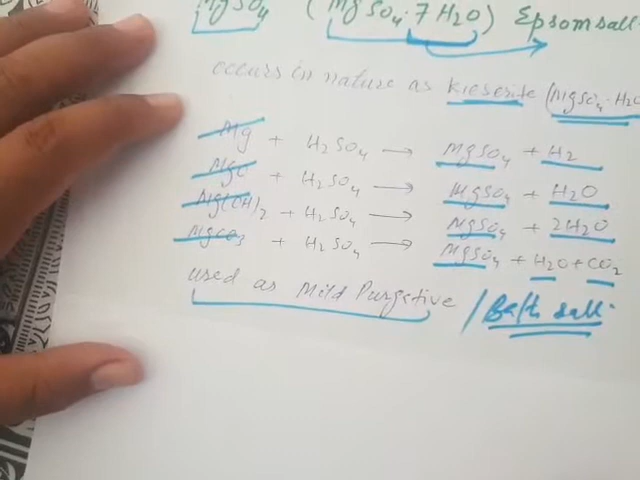 MgSO₄ (MgSO₄·7H₂O) Epsom salt
occurs in nature as kieserite (MgSO₄·H₂O
Mg + H₂SO₄ → MgSO₄ + H₂
MgO + H₂SO₄ → MgSO₄ + H₂O
Mg(OH)₂ + H₂SO₄ → MgSO₄ + 2H₂O
MgCO₃ + H₂SO₄ → MgSO₄ + H₂O + CO₂
used as Mild Purgative / Bath salt.